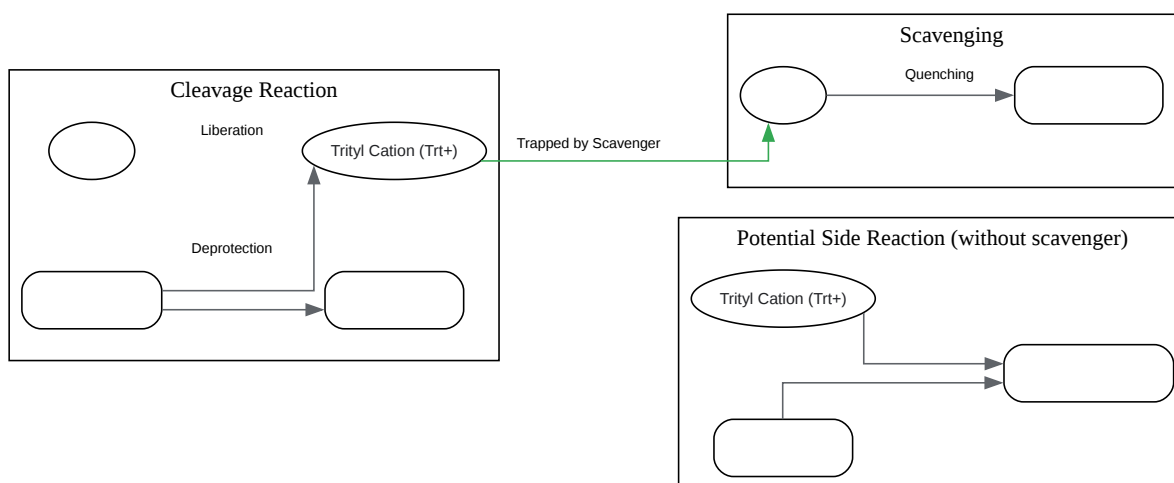 Scavenging
Quenching
Cleavage Reaction
Liberation
Trityl Cation (Trt+)
Trapped by Scavenger
Deprotection
Potential Side Reaction (without scavenger)
Trityl Cation (Trt+)